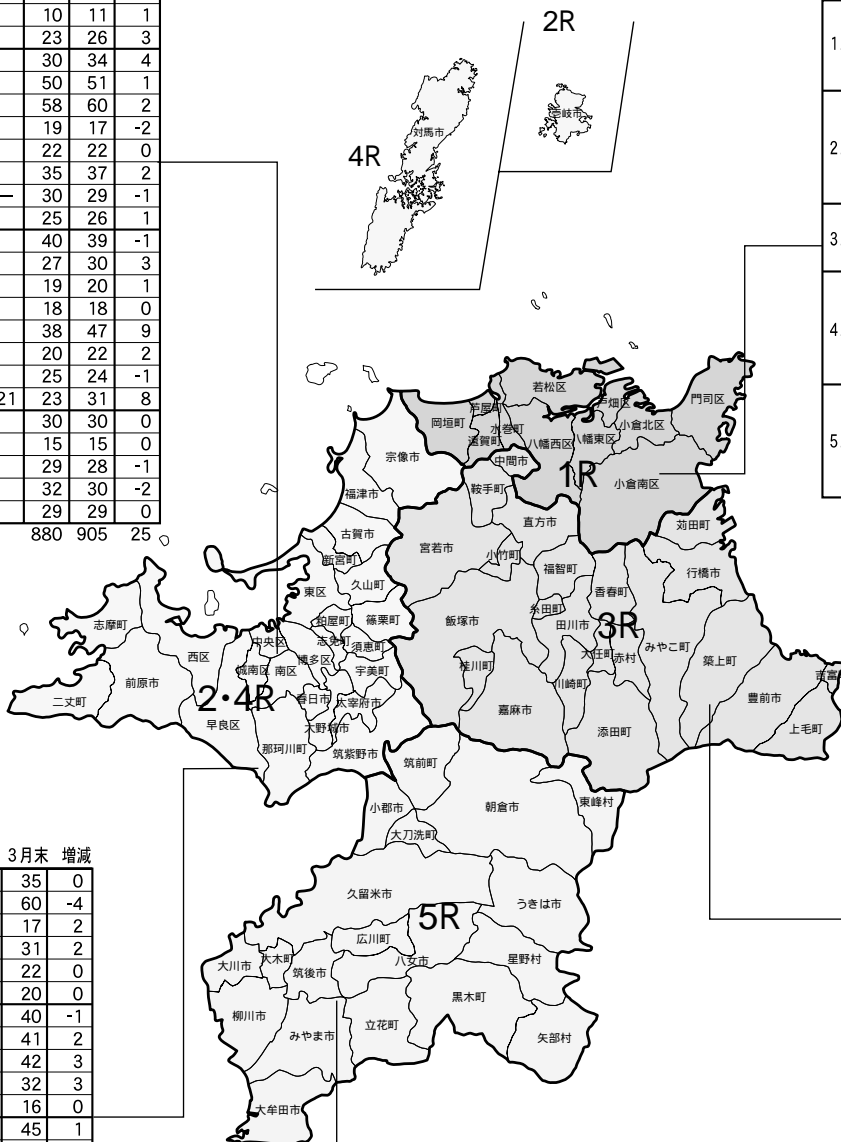 10 11 1
23 26 3
30 34 4
50 51 1
58 60 2
19 17 -2
22 22 0
35 37 2
ー 30 29 -1
25 26 1
40 39 -1
27 30 3
19 20 1
18 18 0
38 47 9
20 22 2
25 24 -1
21 23 31 8
30 30 0
15 15 0
29 28 -1
32 30 -2
29 29 0
880 905 25
2R
壱岐市
対馬市
4R
1.
2.
3.
4.
5.
若松区
門司区
芦屋町
戸畑区
岡垣町
水巻町
小倉北区
遠賀町
八幡西区
八幡東区
宗像市
中間市
1R
小倉南区
鞍手町
福津市
苅田町
古賀市
直方市
宮若市
小竹町
新宮町
福智町
行橋市
東区
久山町
香春町
糸田町
粕屋町
篠栗町
飯塚市
田川市
3R
志摩町
中央区
志免町
須恵町
みやこ町
西区
博多区
大任町
赤村
築上町
城南区
南区
宇美町
桂川町
吉富
前原市
川崎町
2・4R
春日市
太宰府市
豊前市
二丈町
嘉麻市
早良区
大野城市
添田町
上毛町
那珂川町
筑紫野市
筑前町
東峰村
小郡市
朝倉市
大刀洗町
久留米市
うきは市
5R
広川町
大川市
大木町
八女市
星野村
筑後市
黒木町
柳川市
立花町
みやま市
矢部村
大牟田市
3月末 増減
35 0
60 -4
17 2
31 2
22 0
20 0
40 -1
41 2
42 3
32 3
16 0
45 1